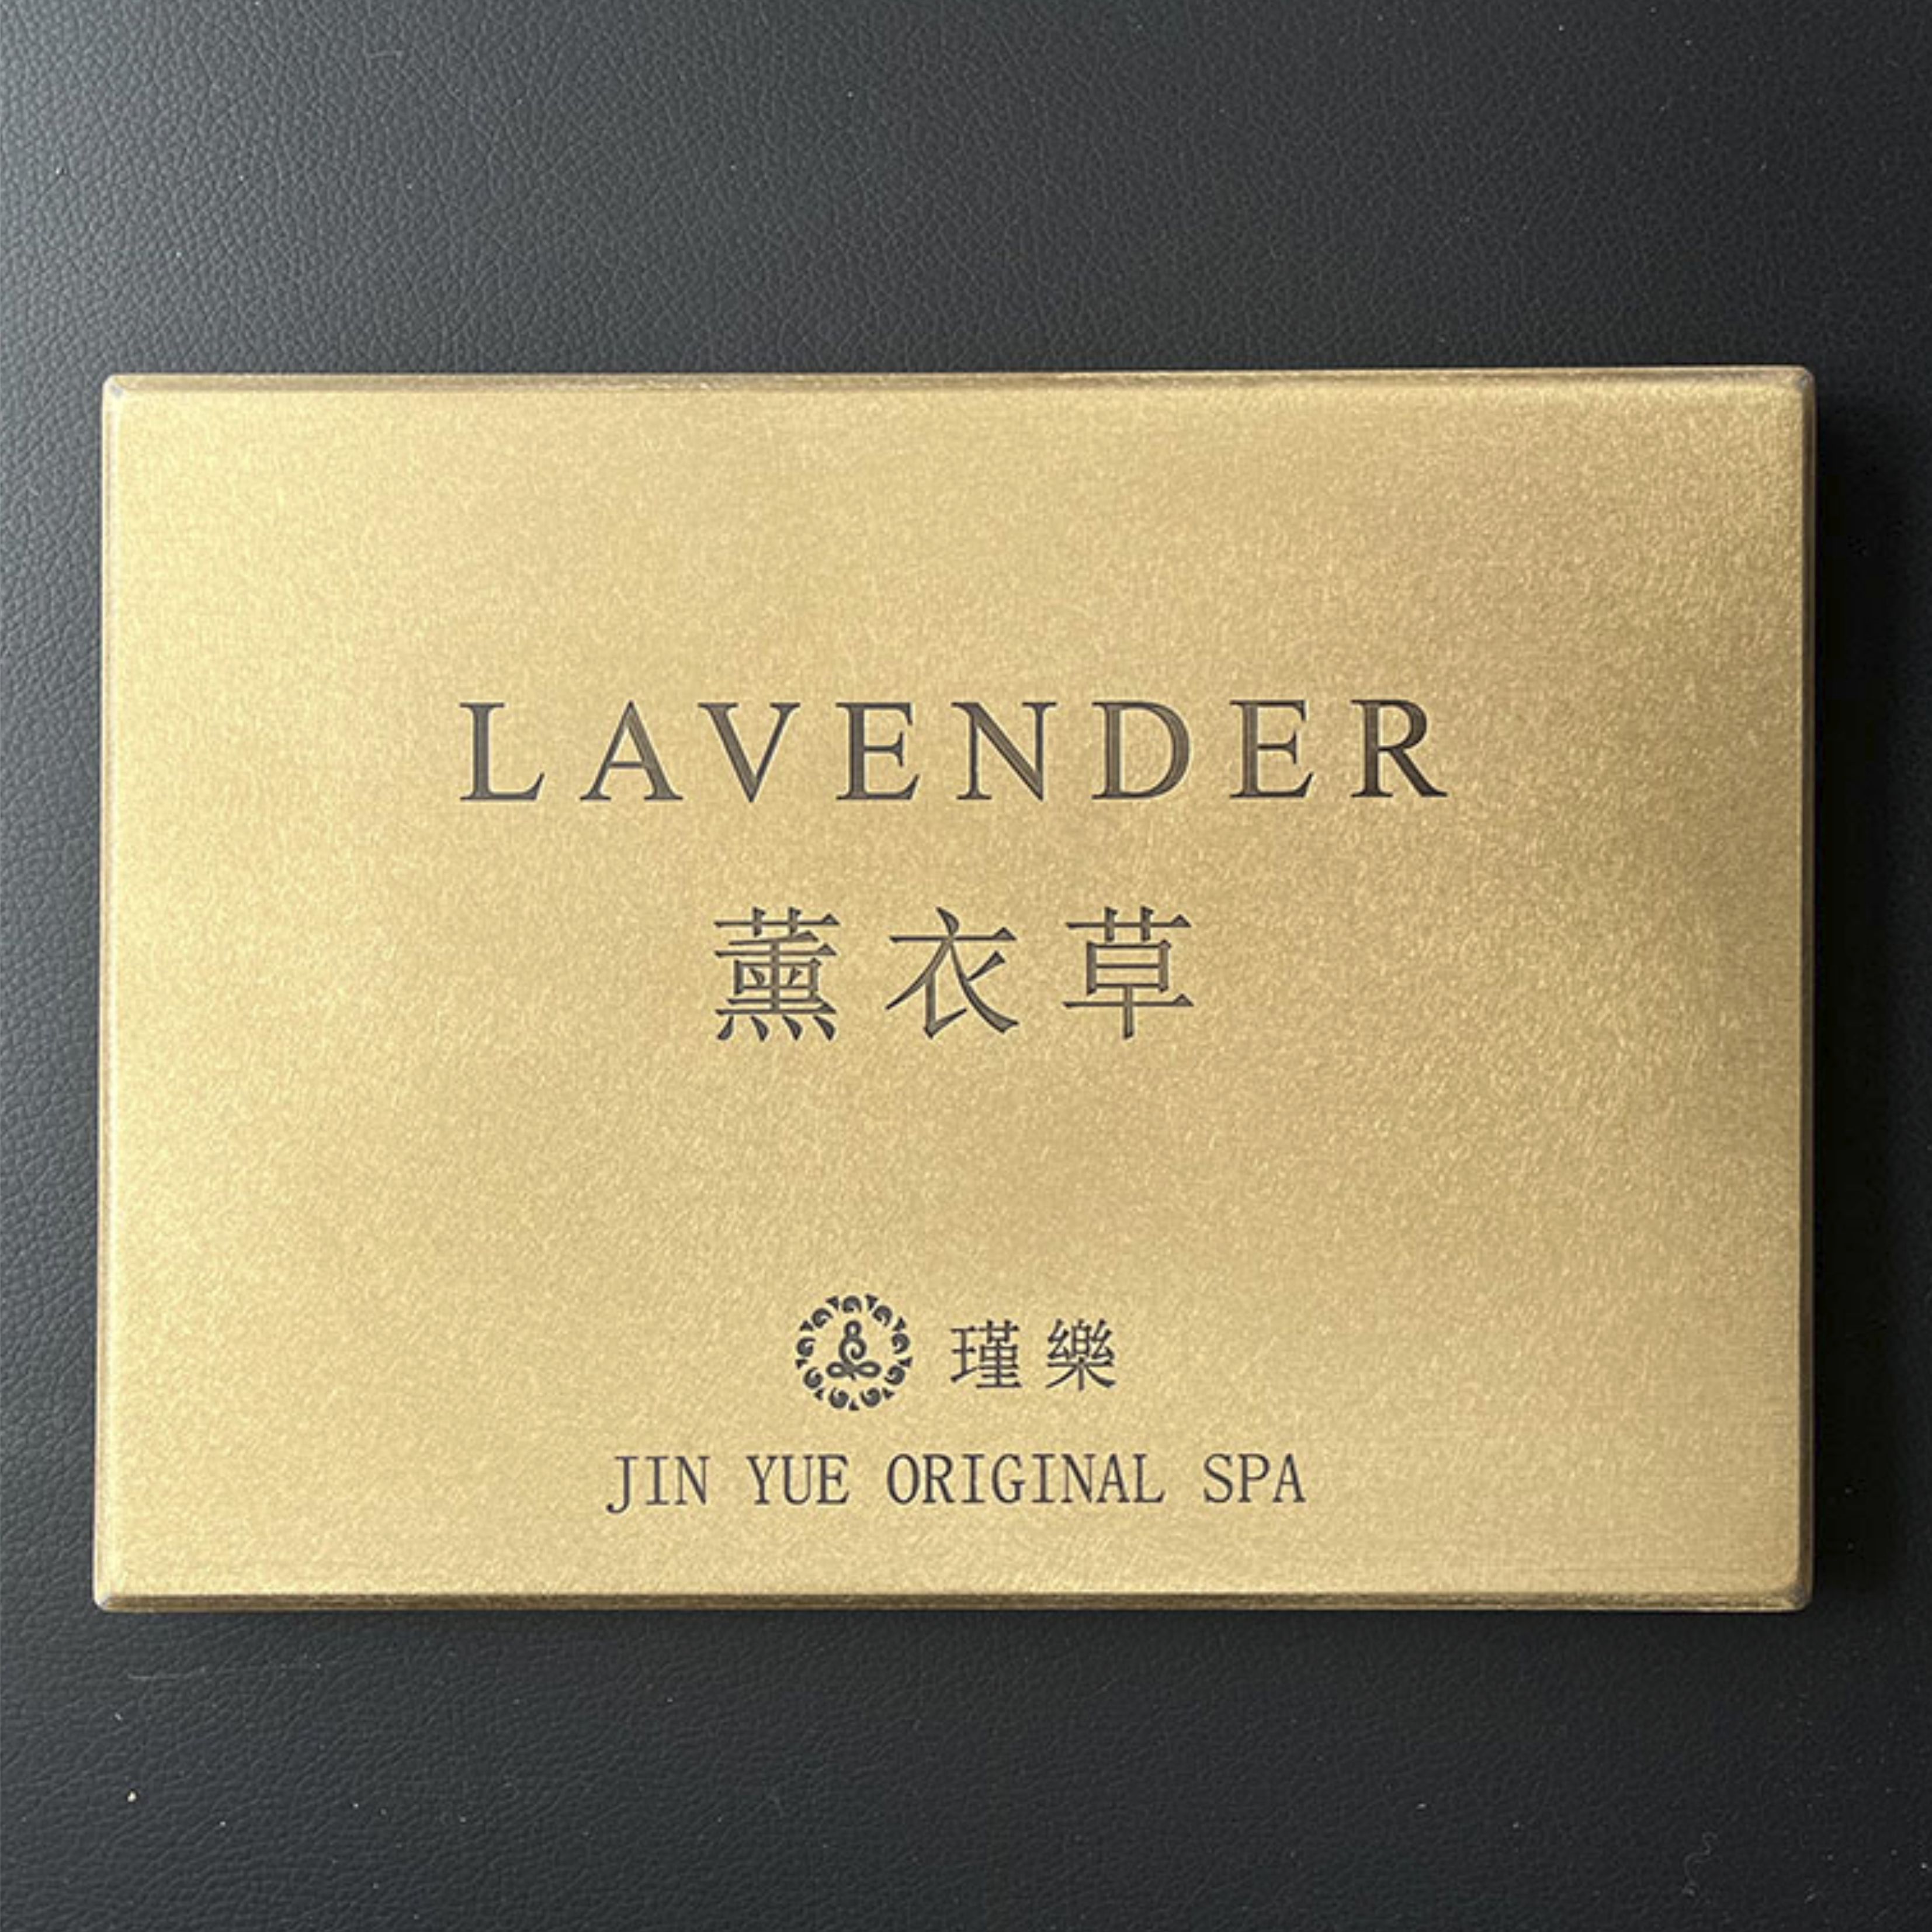 LAVENDER
薰衣草
瑾樂
JIN YUE ORIGINAL SPA